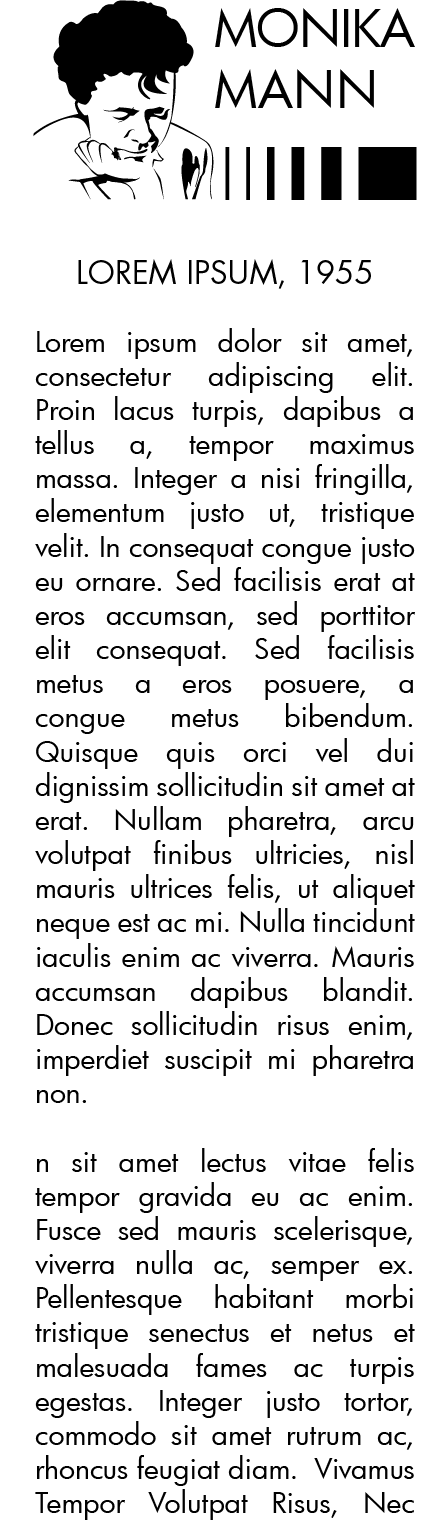 MONIKA
MANN
LOREM IPSUM, 1955
Lorem ipsum dolor sit amet,
consectetur adipiscing elit.
Proin lacus turpis, dapibus a
tellus a, tempor maximus
massa. Integer a nisi fringilla,
elementum justo ut, tristique
velit. In consequat congue justo
eu ornare. Sed facilisis erat at
eros accumsan, sed porttitor
elit consequat. Sed facilisis
metus a eros posuere, a
congue metus bibendum.
Quisque quis orci vel dui
dignissim sollicitudin sit amet at
erat. Nullam pharetra, arcu
volutpat finibus ultricies, nisl
mauris ultrices felis, ut aliquet
neque est ac mi. Nulla tincidunt
iaculis enim ac viverra. Mauris
accumsan dapibus blandit.
Donec sollicitudin risus enim,
imperdiet suscipit mi pharetra
non.
n sit amet lectus vitae felis
tempor gravida eu ac enim.
Fusce sed mauris scelerisque,
viverra nulla ac, semper ex.
Pellentesque habitant morbi
tristique senectus et netus et
malesuada fames ac turpis
egestas. Integer justo tortor,
commodo sit amet rutrum ac,
rhoncus feugiat diam. Vivamus
Tempor Volutpat Risus, Nec